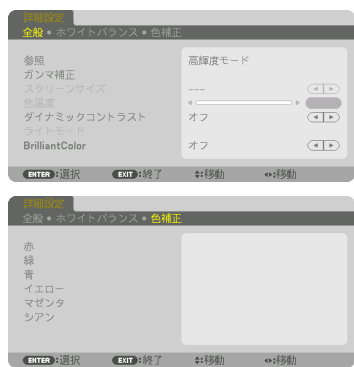 詳細設定
全般 • ホワイトバランス • 色補正
参照 高輝度モード
ガンマ補正
スクリーンサイズ ---
色温度
ダイナミックコントラスト オフ
ライトモード
BrilliantColor オフ
ENTER:選択 EXIT:終了 :移動 :移動
詳細設定
全般 • ホワイトバランス • 色補正
赤
緑
青
イエロー
マゼンタ
シアン
ENTER:選択 EXIT:終了 :移動 :移動